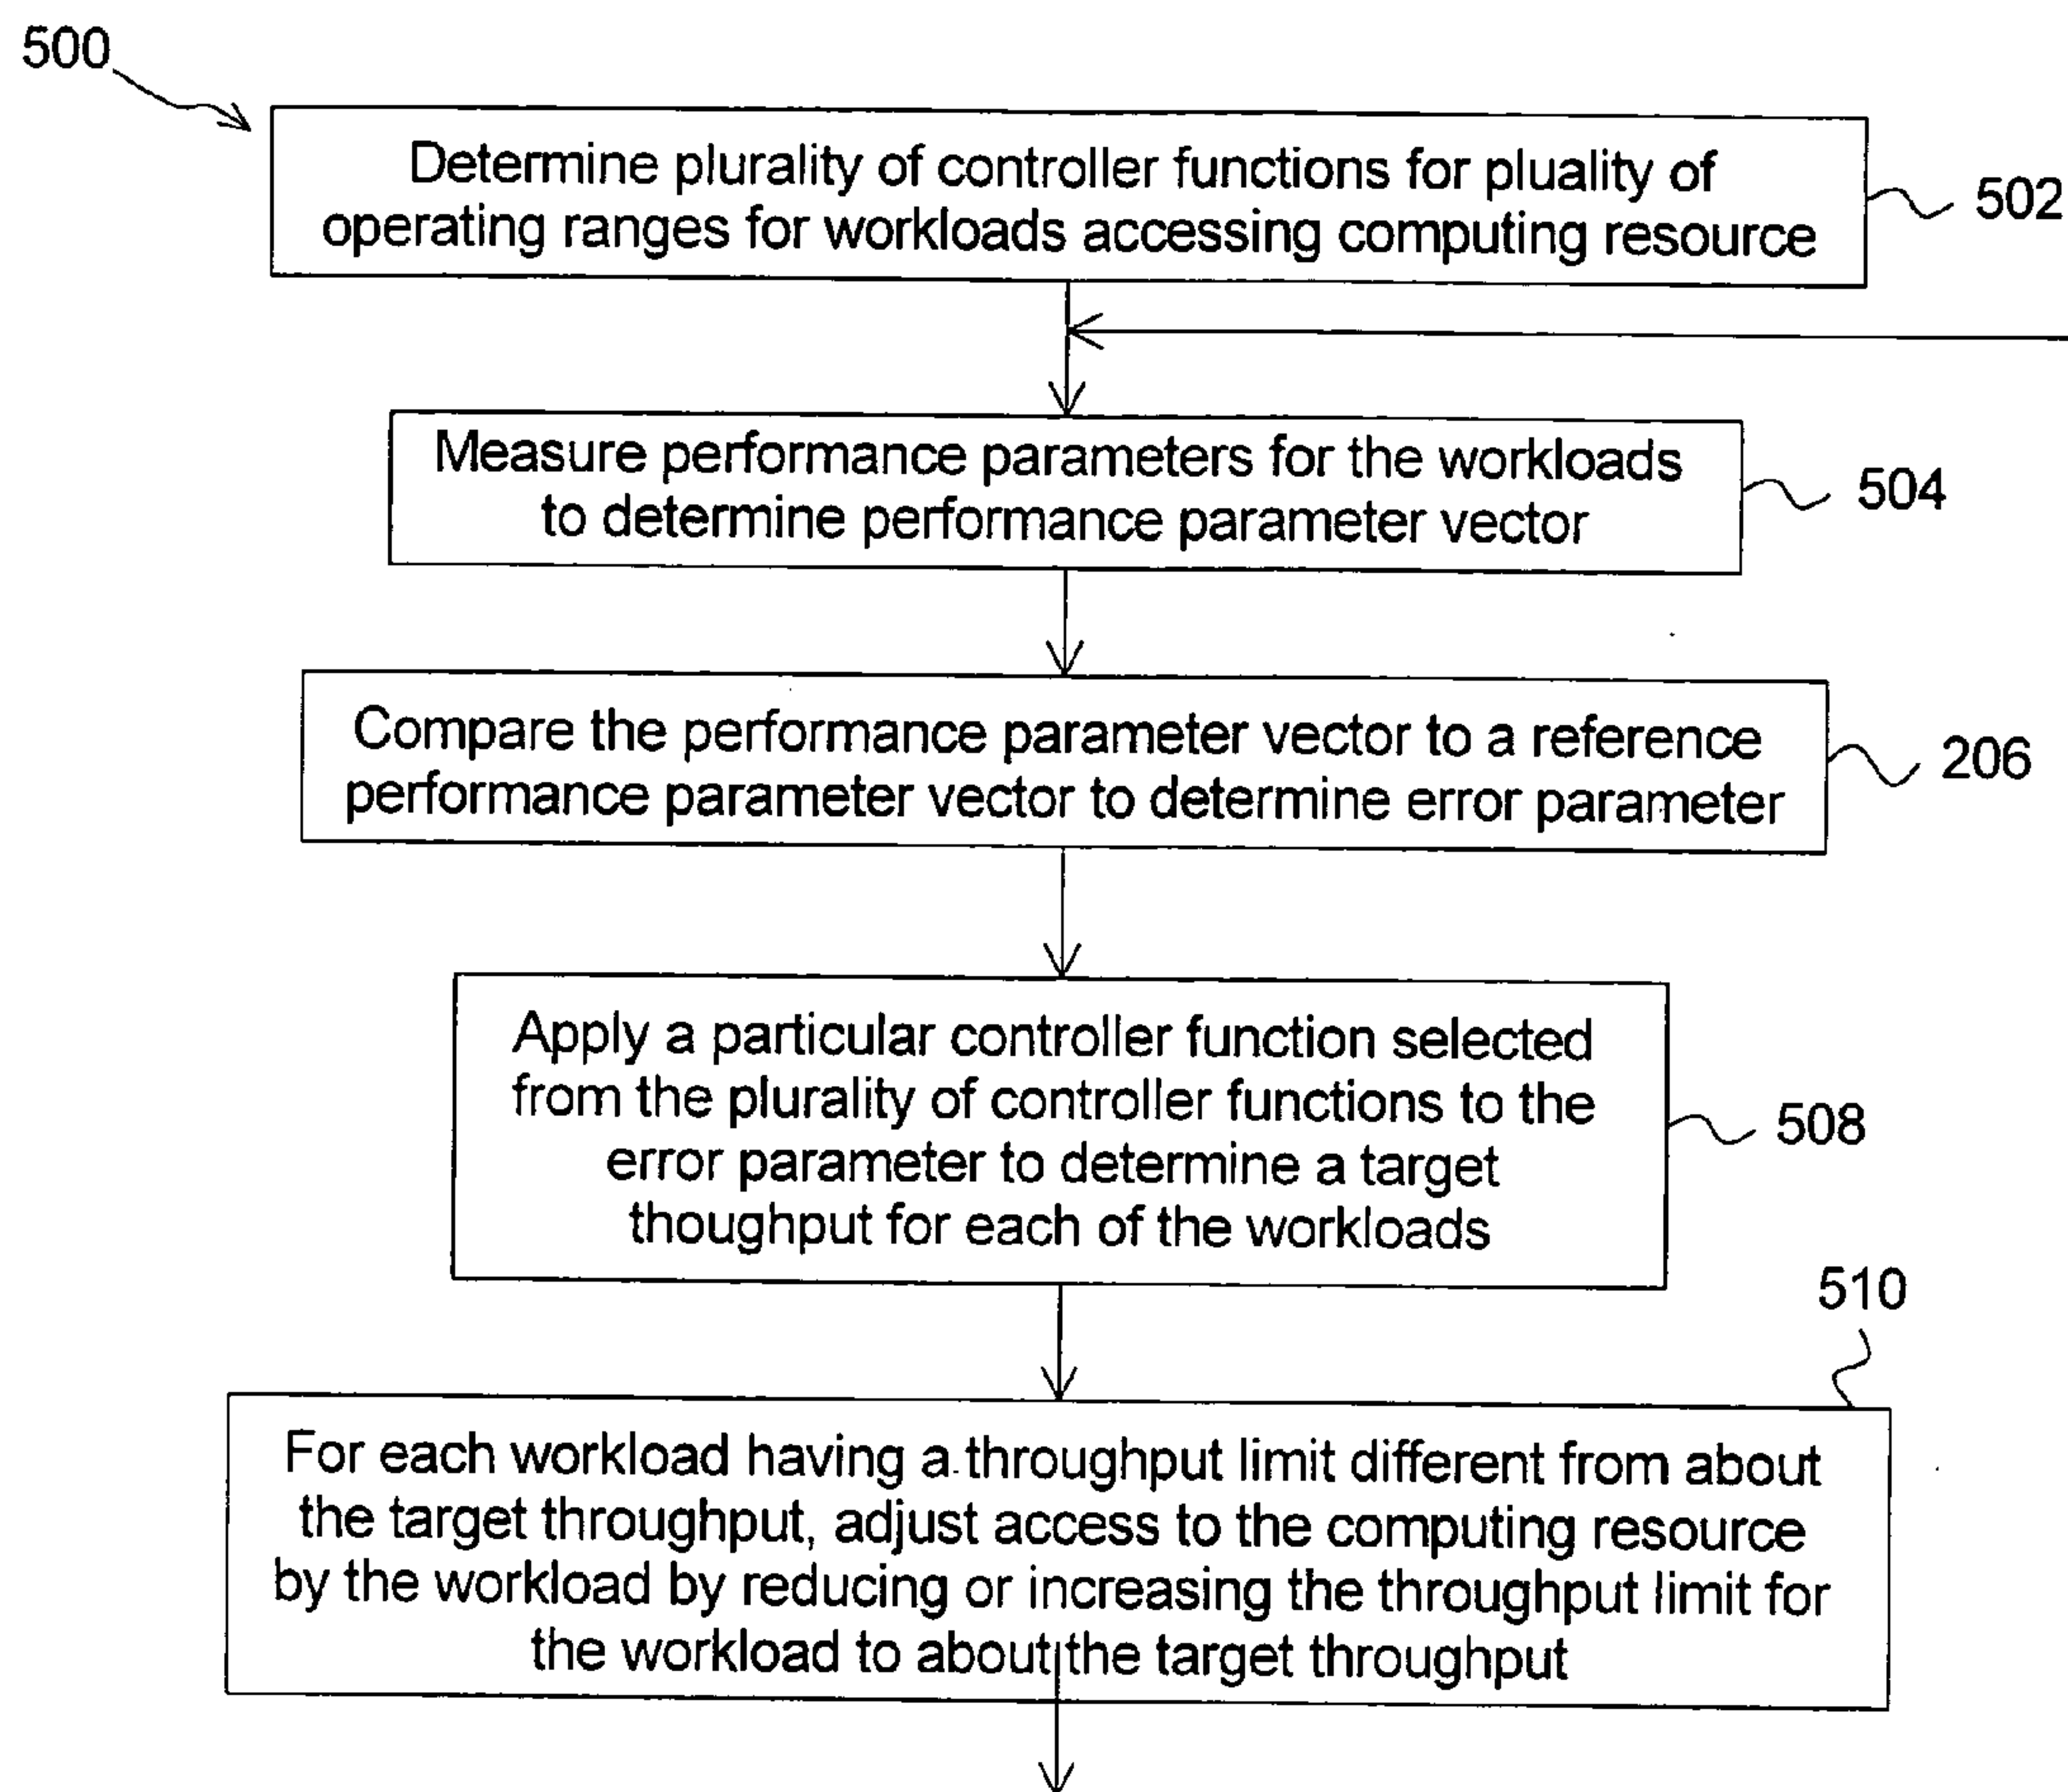 500
Determine plurality of controller functions for pluality of
operating ranges for workloads accessing computing resource
502
Measure performance parameters for the workloads
to determine performance parameter vector
504
Compare the performance parameter vector to a reference
performance parameter vector to determine error parameter
206
Apply a particular controller function selected
from the plurality of controller functions to the
error parameter to determine a target
thoughput for each of the workloads
508
510
For each workload having a throughput limit different from about
the target throughput, adjust access to the computing resource
by the workload by reducing or increasing the throughput limit for
the workload to about the target throughput